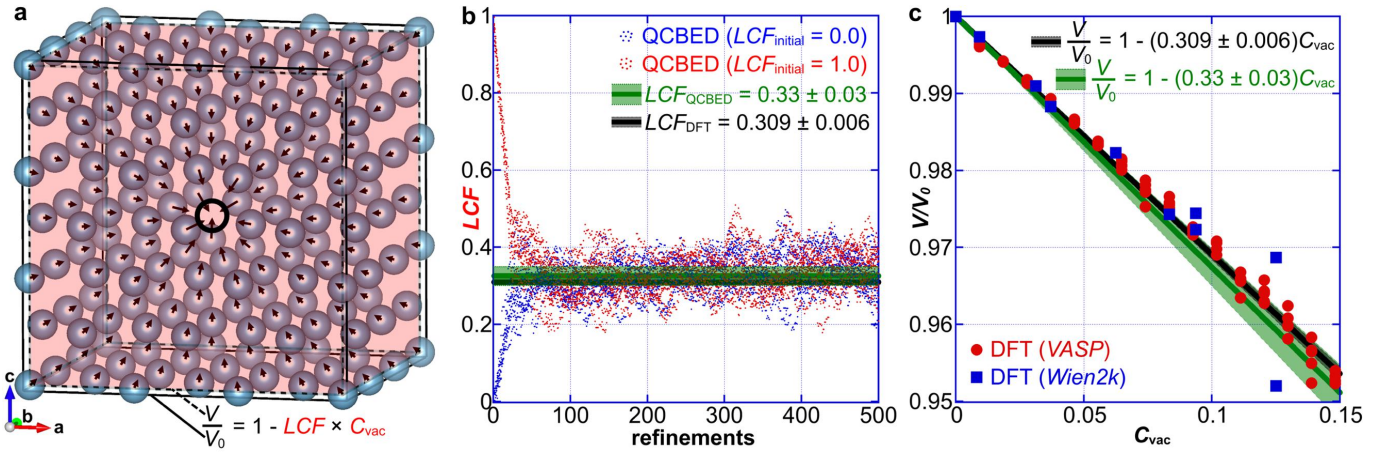 a
c
b
a
V/V₀ = 1 - LCF × Cvac
b
LCF
1
0.8
0.6
0.4
0.2
0
QCBED (LCFinitial = 0.0)
QCBED (LCFinitial = 1.0)
LCFQCBED = 0.33 ± 0.03
LCFDFT = 0.309 ± 0.006
100 200 300 400 500
refinements
c
V/V₀
1
0.99
0.98
0.97
0.96
0.95
V/V₀ = 1 - (0.309 ± 0.006)Cvac
V/V₀ = 1 - (0.33 ± 0.03)Cvac
DFT (VASP)
DFT (Wien2k)
0 0.05 0.1 0.15
Cvac